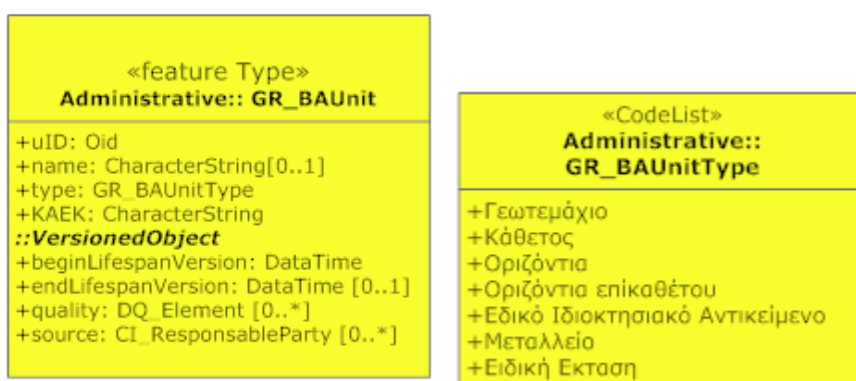 «feature Type»
Administrative:: GR_BAUnit
+uID: Oid
+name: CharacterString[0..1]
+type: GR_BAUnitType
+KAEK: CharacterString
::VersionedObject
+beginLifespanVersion: DataTime
+endLifespanVersion: DataTime [0..1]
+quality: DQ_Element [0..*]
+source: CI_ResponsableParty [0..*]
«CodeList»
Administrative::
GR_BAUnitType
+Γεωτεμάχιο
+Κάθετος
+Οριζόντια
+Οριζόντια επίκαθέτου
+Εδικό Ιδιοκτησιακό Αντικείμενο
+Μεταλλείο
+Ειδική Εκταση